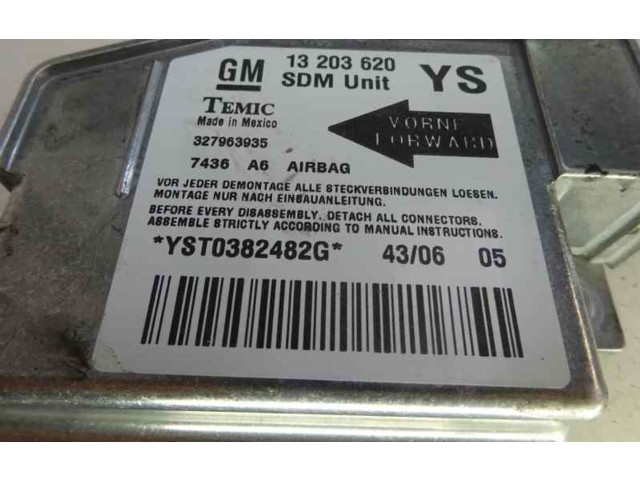 GM 13 203 620 YS
SDM Unit
TEMIC
Made in Mexico
VORNE
FORWARD
327963935
7436 A6 AIRBAG
VOR JEDER DEMONTAGE ALLE STECKVERBINDUNGEN LOESEN.
MONTAGE NUR NACH EINBAUANLEITUNG.
BEFORE EVERY DISASSEMBLY. DETACH ALL CONNECTORS.
ASSEMBLE STRICTLY ACCORDING TO MANUAL INSTRUCTIONS.
*YST0382482G* 43/06 05